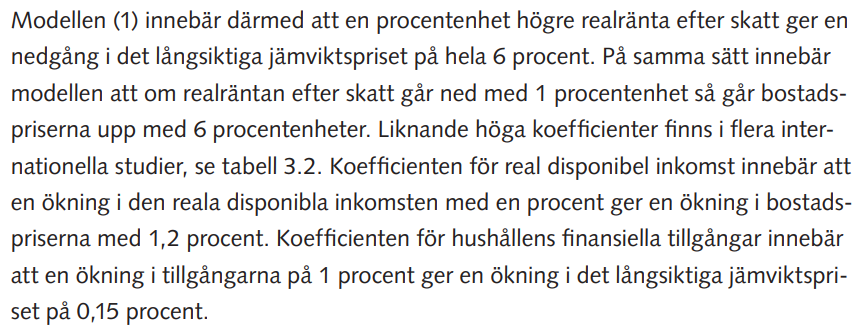 Modellen (1) innebär därmed att en procentenhet högre realränta efter skatt ger en
nedgång i det långsiktiga jämviktspriset på hela 6 procent. På samma sätt innebär
modellen att om realräntan efter skatt går ned med 1 procentenhet så går bostads-
priserna upp med 6 procentenheter. Liknande höga koefficienter finns i flera inter-
nationella studier, se tabell 3.2. Koefficienten för real disponibel inkomst innebär att
en ökning i den reala disponibla inkomsten med en procent ger en ökning i bostads-
priserna med 1,2 procent. Koefficienten för hushållens finansiella tillgångar innebär
att en ökning i tillgångarna på 1 procent ger en ökning i det långsiktiga jämviktspri-
set på 0,15 procent.